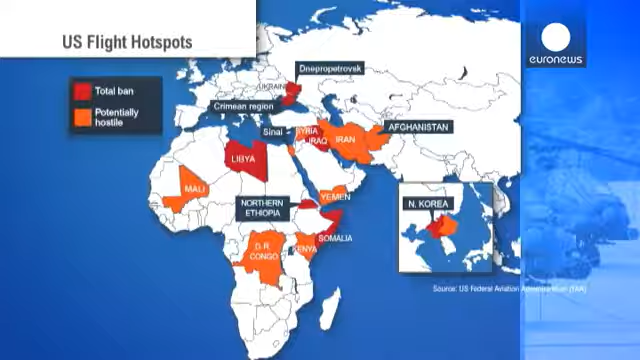 US Flight Hotspots
euronews
Total ban
Potentially
hostile
Dnepropetrovsk
UKRAINE
Crimean region
Sinai
SYRIA
IRAQ
IRAN
AFGHANISTAN
LIBYA
MALI
YEMEN
NORTHERN
ETHIOPIA
N. KOREA
SOMALIA
D. R.
CONGO
KENYA
Source: US Federal Aviation Administration (FAA)